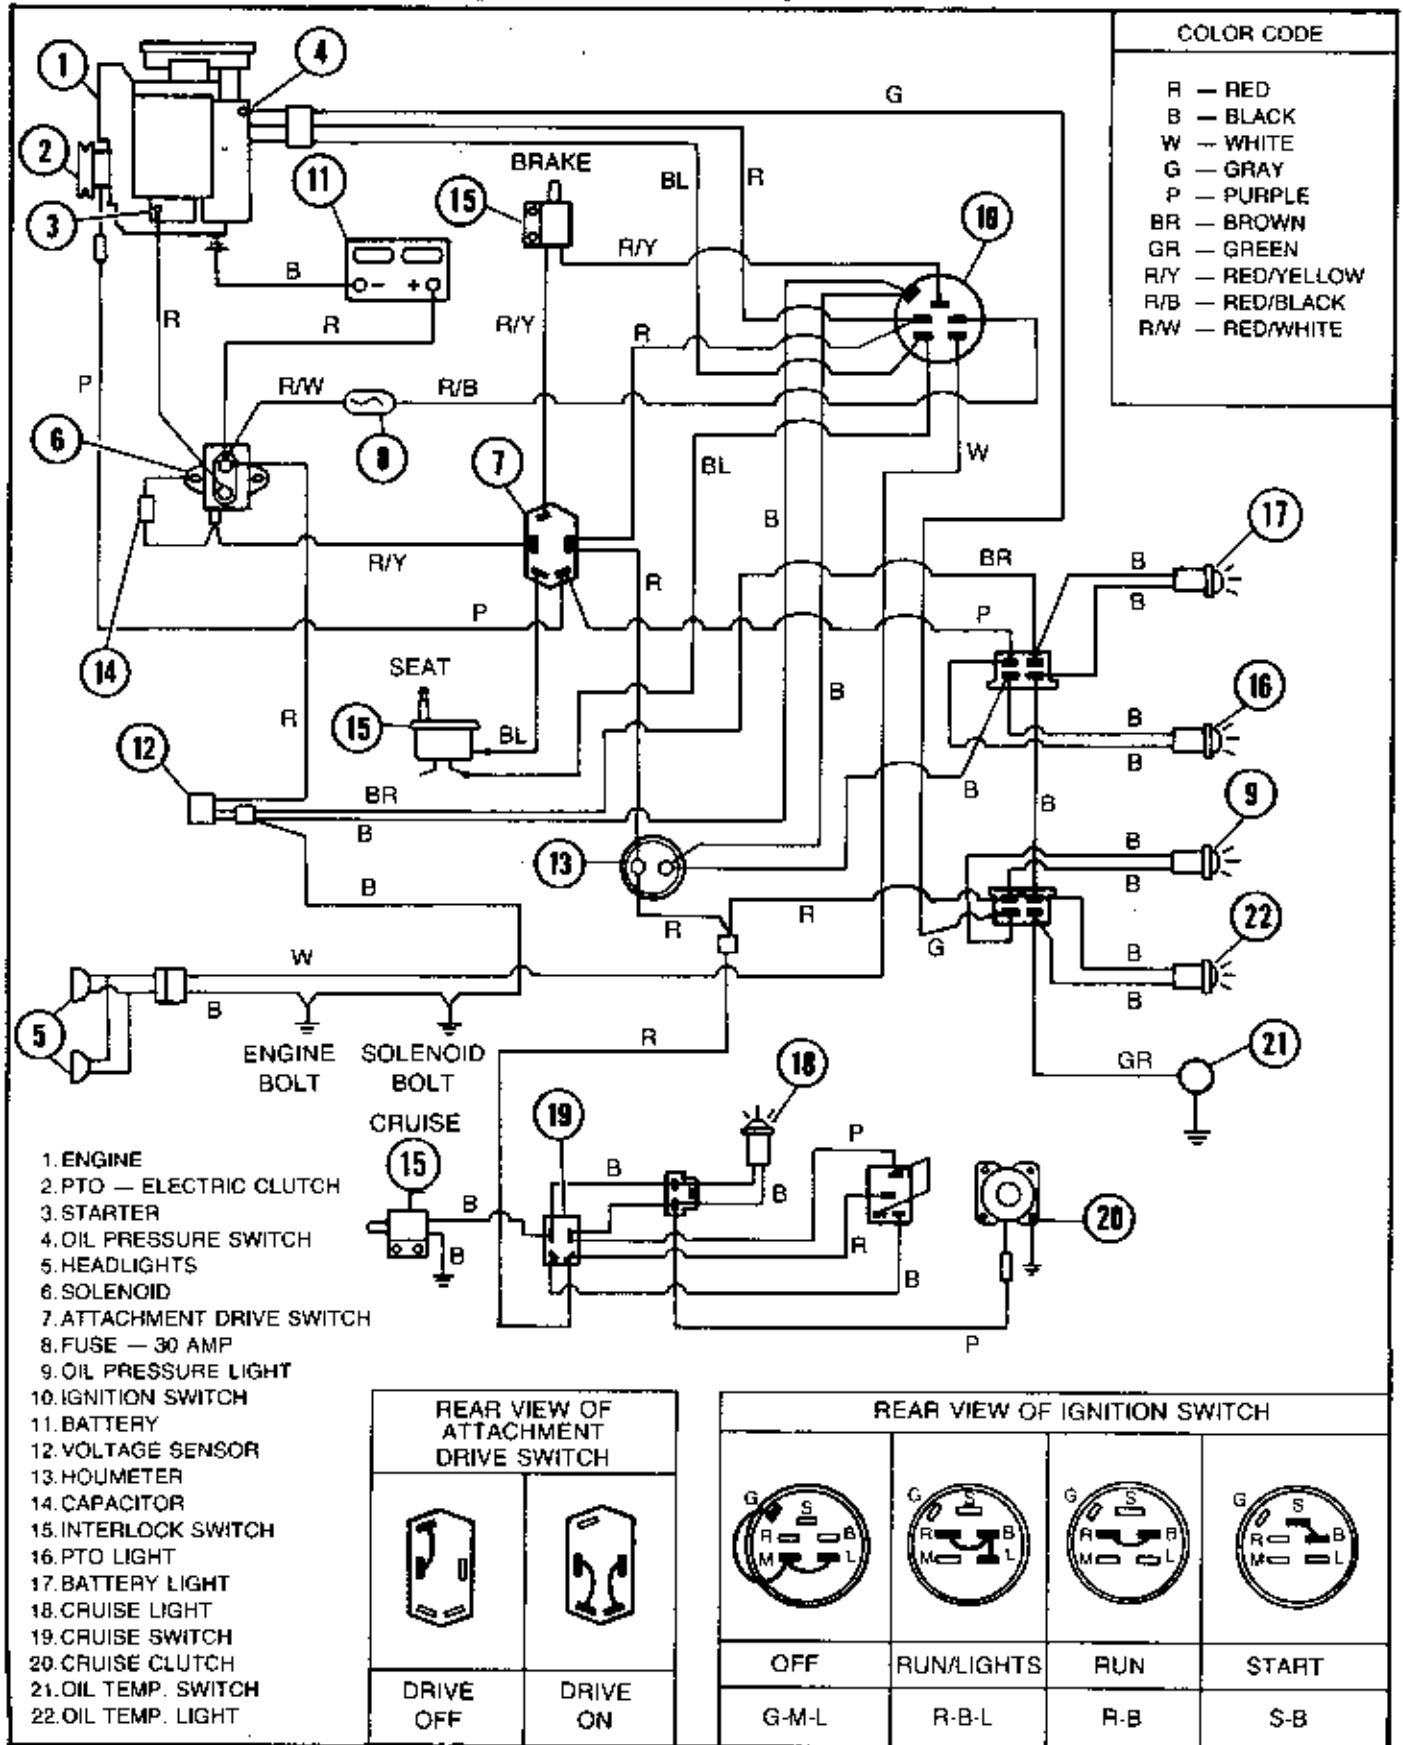 COLOR CODE
R — RED
B — BLACK
W — WHITE
G — GRAY
P — PURPLE
BR — BROWN
GR — GREEN
R/Y — RED/YELLOW
R/B — RED/BLACK
R/W — RED/WHITE
1
4
G
2
BRAKE
11
15
BL
R
3
R/Y
10
B
R
R
R/Y
R
P
R/W
R/B
6
8
7
BL
W
17
B
R/Y
BR
B
B
R
P
P
14
SEAT
16
B
15
R
BL
B
B
12
BR
B
B
9
B
B
13
B
B
R
R
22
G
W
B
B
B
5
ENGINE
BOLT
SOLENOID
BOLT
R
18
GR
21
CRUISE
19
15
P
B
B
B
20
R
B
B
P
1. ENGINE
2. PTO — ELECTRIC CLUTCH
3. STARTER
4. OIL PRESSURE SWITCH
5. HEADLIGHTS
6. SOLENOID
7. ATTACHMENT DRIVE SWITCH
8. FUSE — 30 AMP
9. OIL PRESSURE LIGHT
10. IGNITION SWITCH
11. BATTERY
12. VOLTAGE SENSOR
13. HOUMETER
14. CAPACITOR
15. INTERLOCK SWITCH
16. PTO LIGHT
17. BATTERY LIGHT
18. CRUISE LIGHT
19. CRUISE SWITCH
20. CRUISE CLUTCH
21. OIL TEMP. SWITCH
22. OIL TEMP. LIGHT
REAR VIEW OF
ATTACHMENT
DRIVE SWITCH
DRIVE
OFF
DRIVE
ON
REAR VIEW OF IGNITION SWITCH
G S R B M L
G S R B M L
G S R B M L
G S R B M L
OFF
RUN/LIGHTS
RUN
START
G-M-L
R-B-L
R-B
S-B